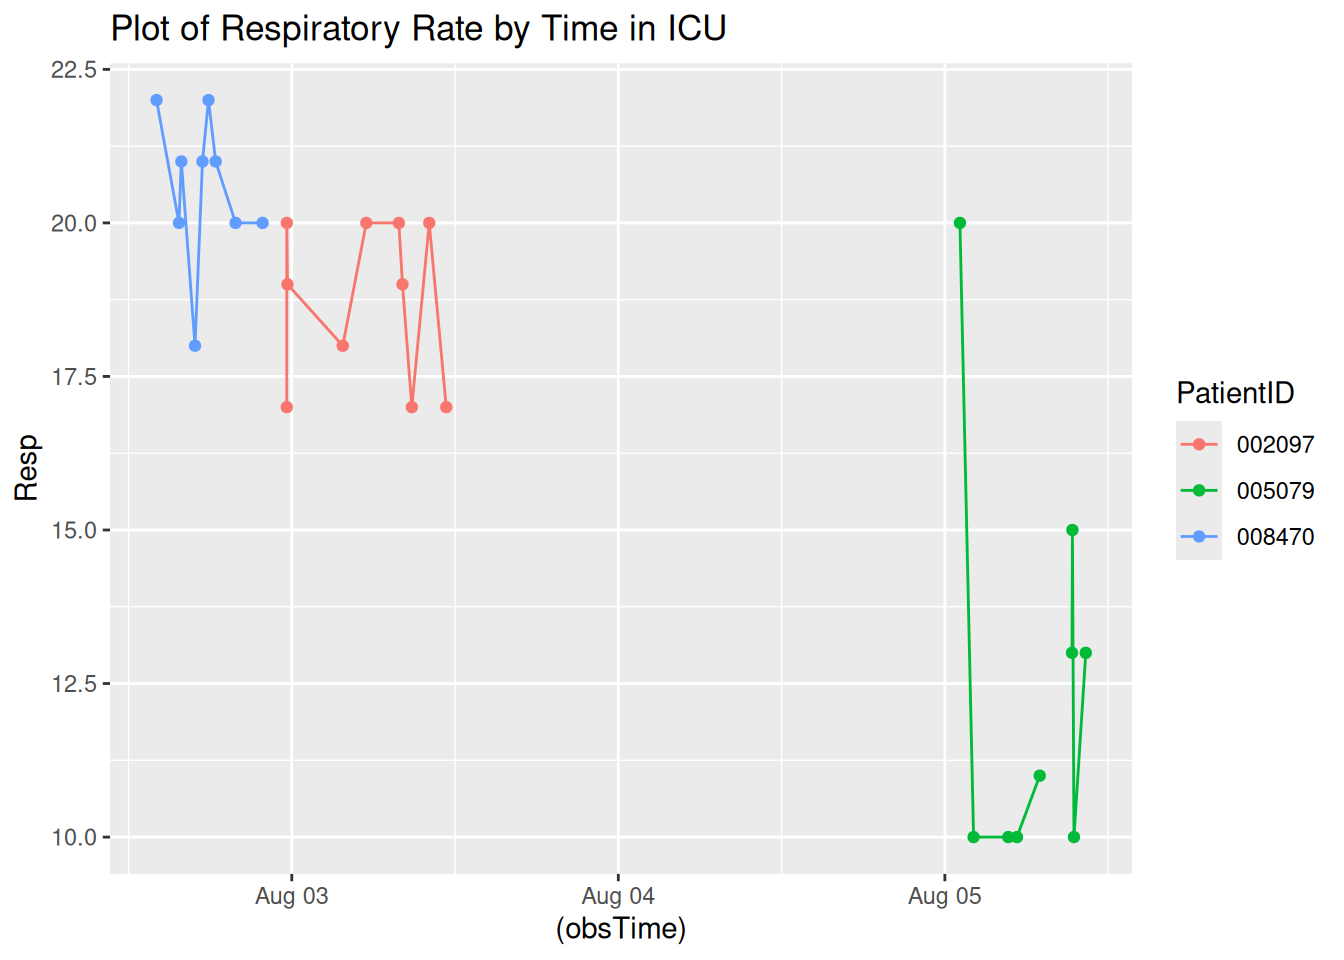 Plot of Respiratory Rate by Time in ICU
22.5
20.0
17.5
15.0
12.5
10.0
Resp
Aug 03
Aug 04
Aug 05
(obsTime)
PatientID
002097
005079
008470